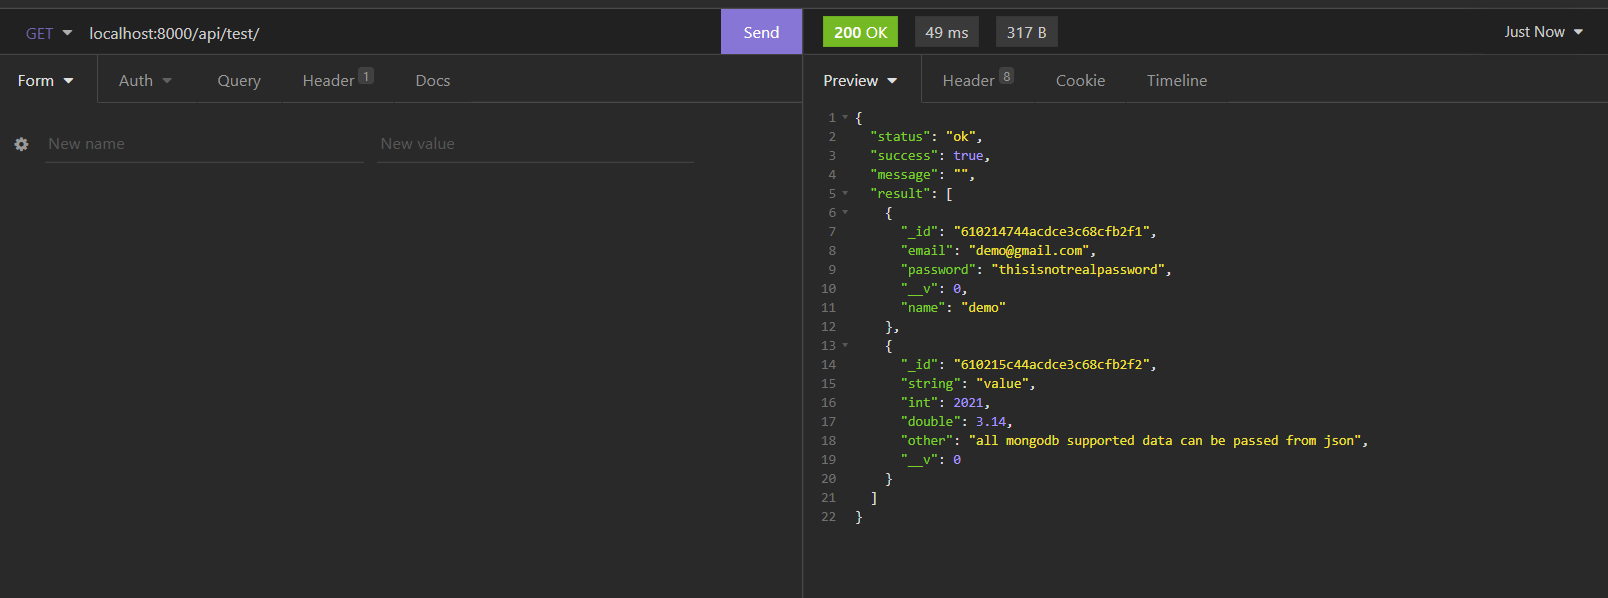 GET localhost:8000/api/test/ Send 200 OK 49 ms 317 B Just Now
Form Auth Query Header 1 Docs Preview Header 8 Cookie Timeline
New name New value
1 {
2 "status": "ok",
3 "success": true,
4 "message": "",
5 "result": [
6 {
7 "_id": "610214744acdce3c68cfb2f1",
8 "email": "demo@gmail.com",
9 "password": "thisisnotrealpassword",
10 "__v": 0,
11 "name": "demo"
12 },
13 {
14 "_id": "610215c44acdce3c68cfb2f2",
15 "string": "value",
16 "int": 2021,
17 "double": 3.14,
18 "other": "all mongodb supported data can be passed from json",
19 "__v": 0
20 }
21 ]
22 }